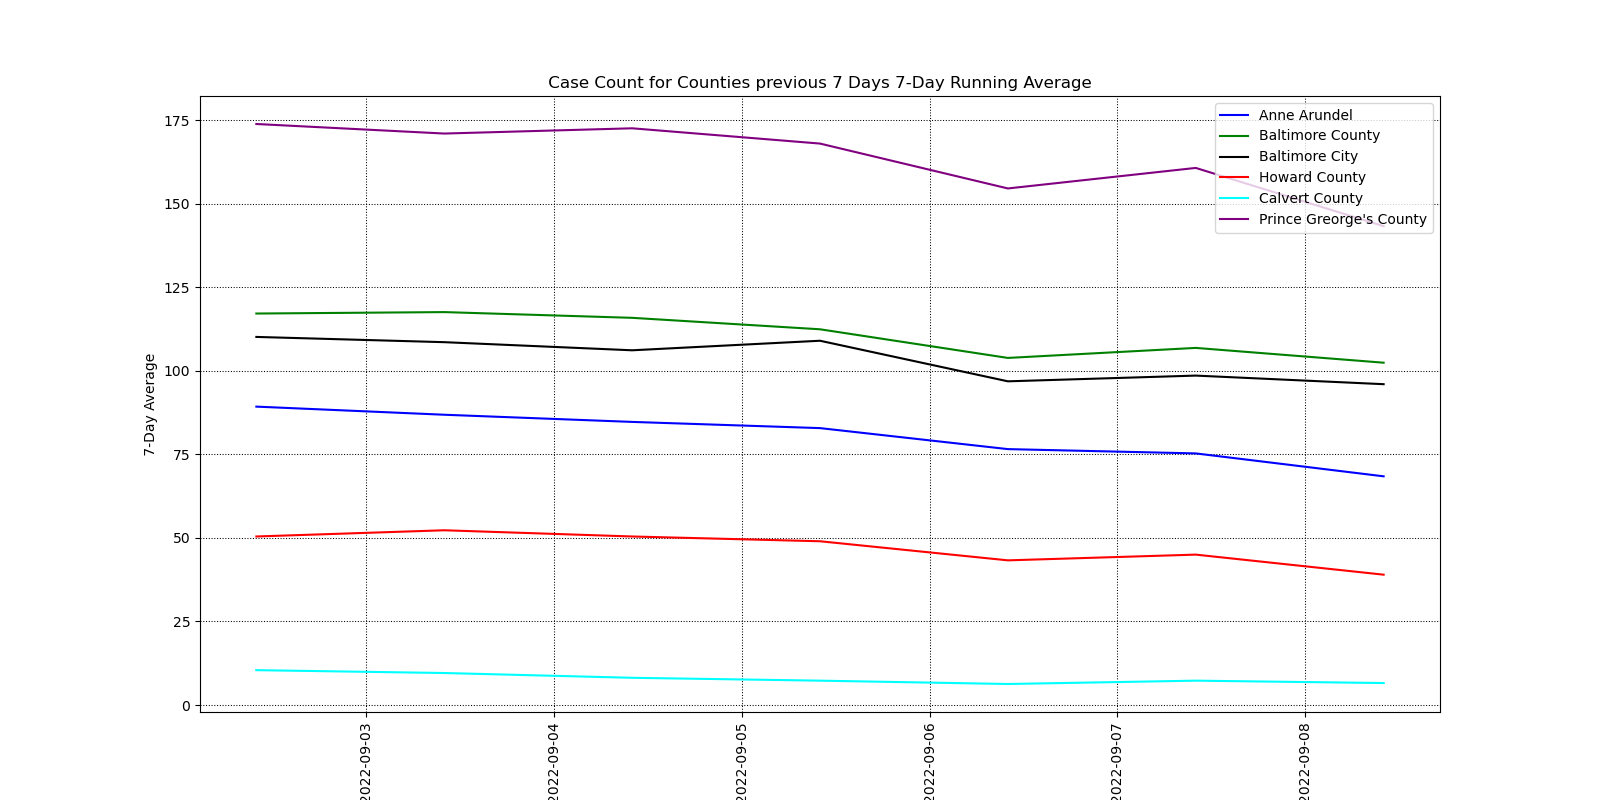 Case Count for Counties previous 7 Days 7-Day Running Average
Anne Arundel
Baltimore County
Baltimore City
Howard County
Calvert County
Prince Greorge's County
7-Day Average
175
150
125
100
75
50
25
0
2022-09-03
2022-09-04
2022-09-05
2022-09-06
2022-09-07
2022-09-08